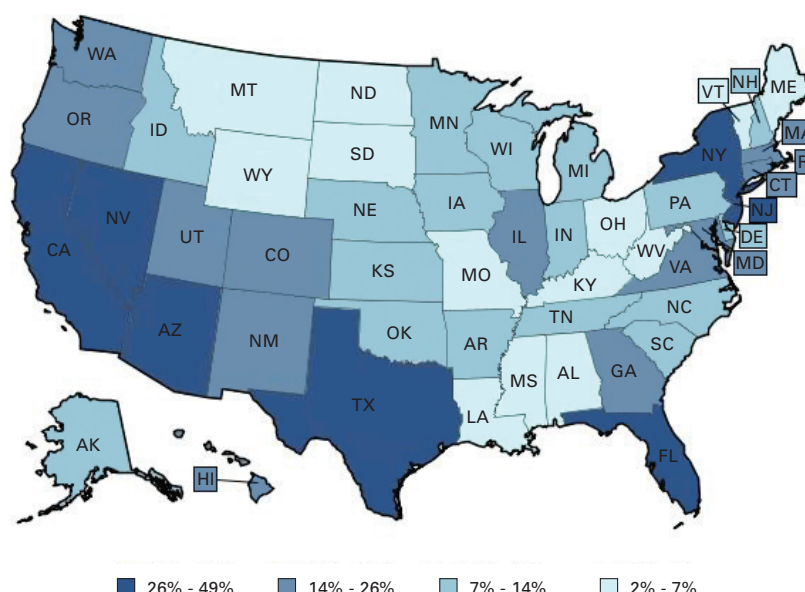 WA
MT
ND
MN
VT
NH
ME
OR
ID
WI
MA
SD
NY
WY
MI
CT
IA
PA
NJ
NE
NV
OH
UT
IL
IN
DE
CA
CO
WV
MD
KS
MO
VA
KY
NC
AZ
OK
TN
NM
AR
SC
MS
AL
GA
TX
LA
AK
FL
HI
26% - 49%
14% - 26%
7% - 14%
2% - 7%